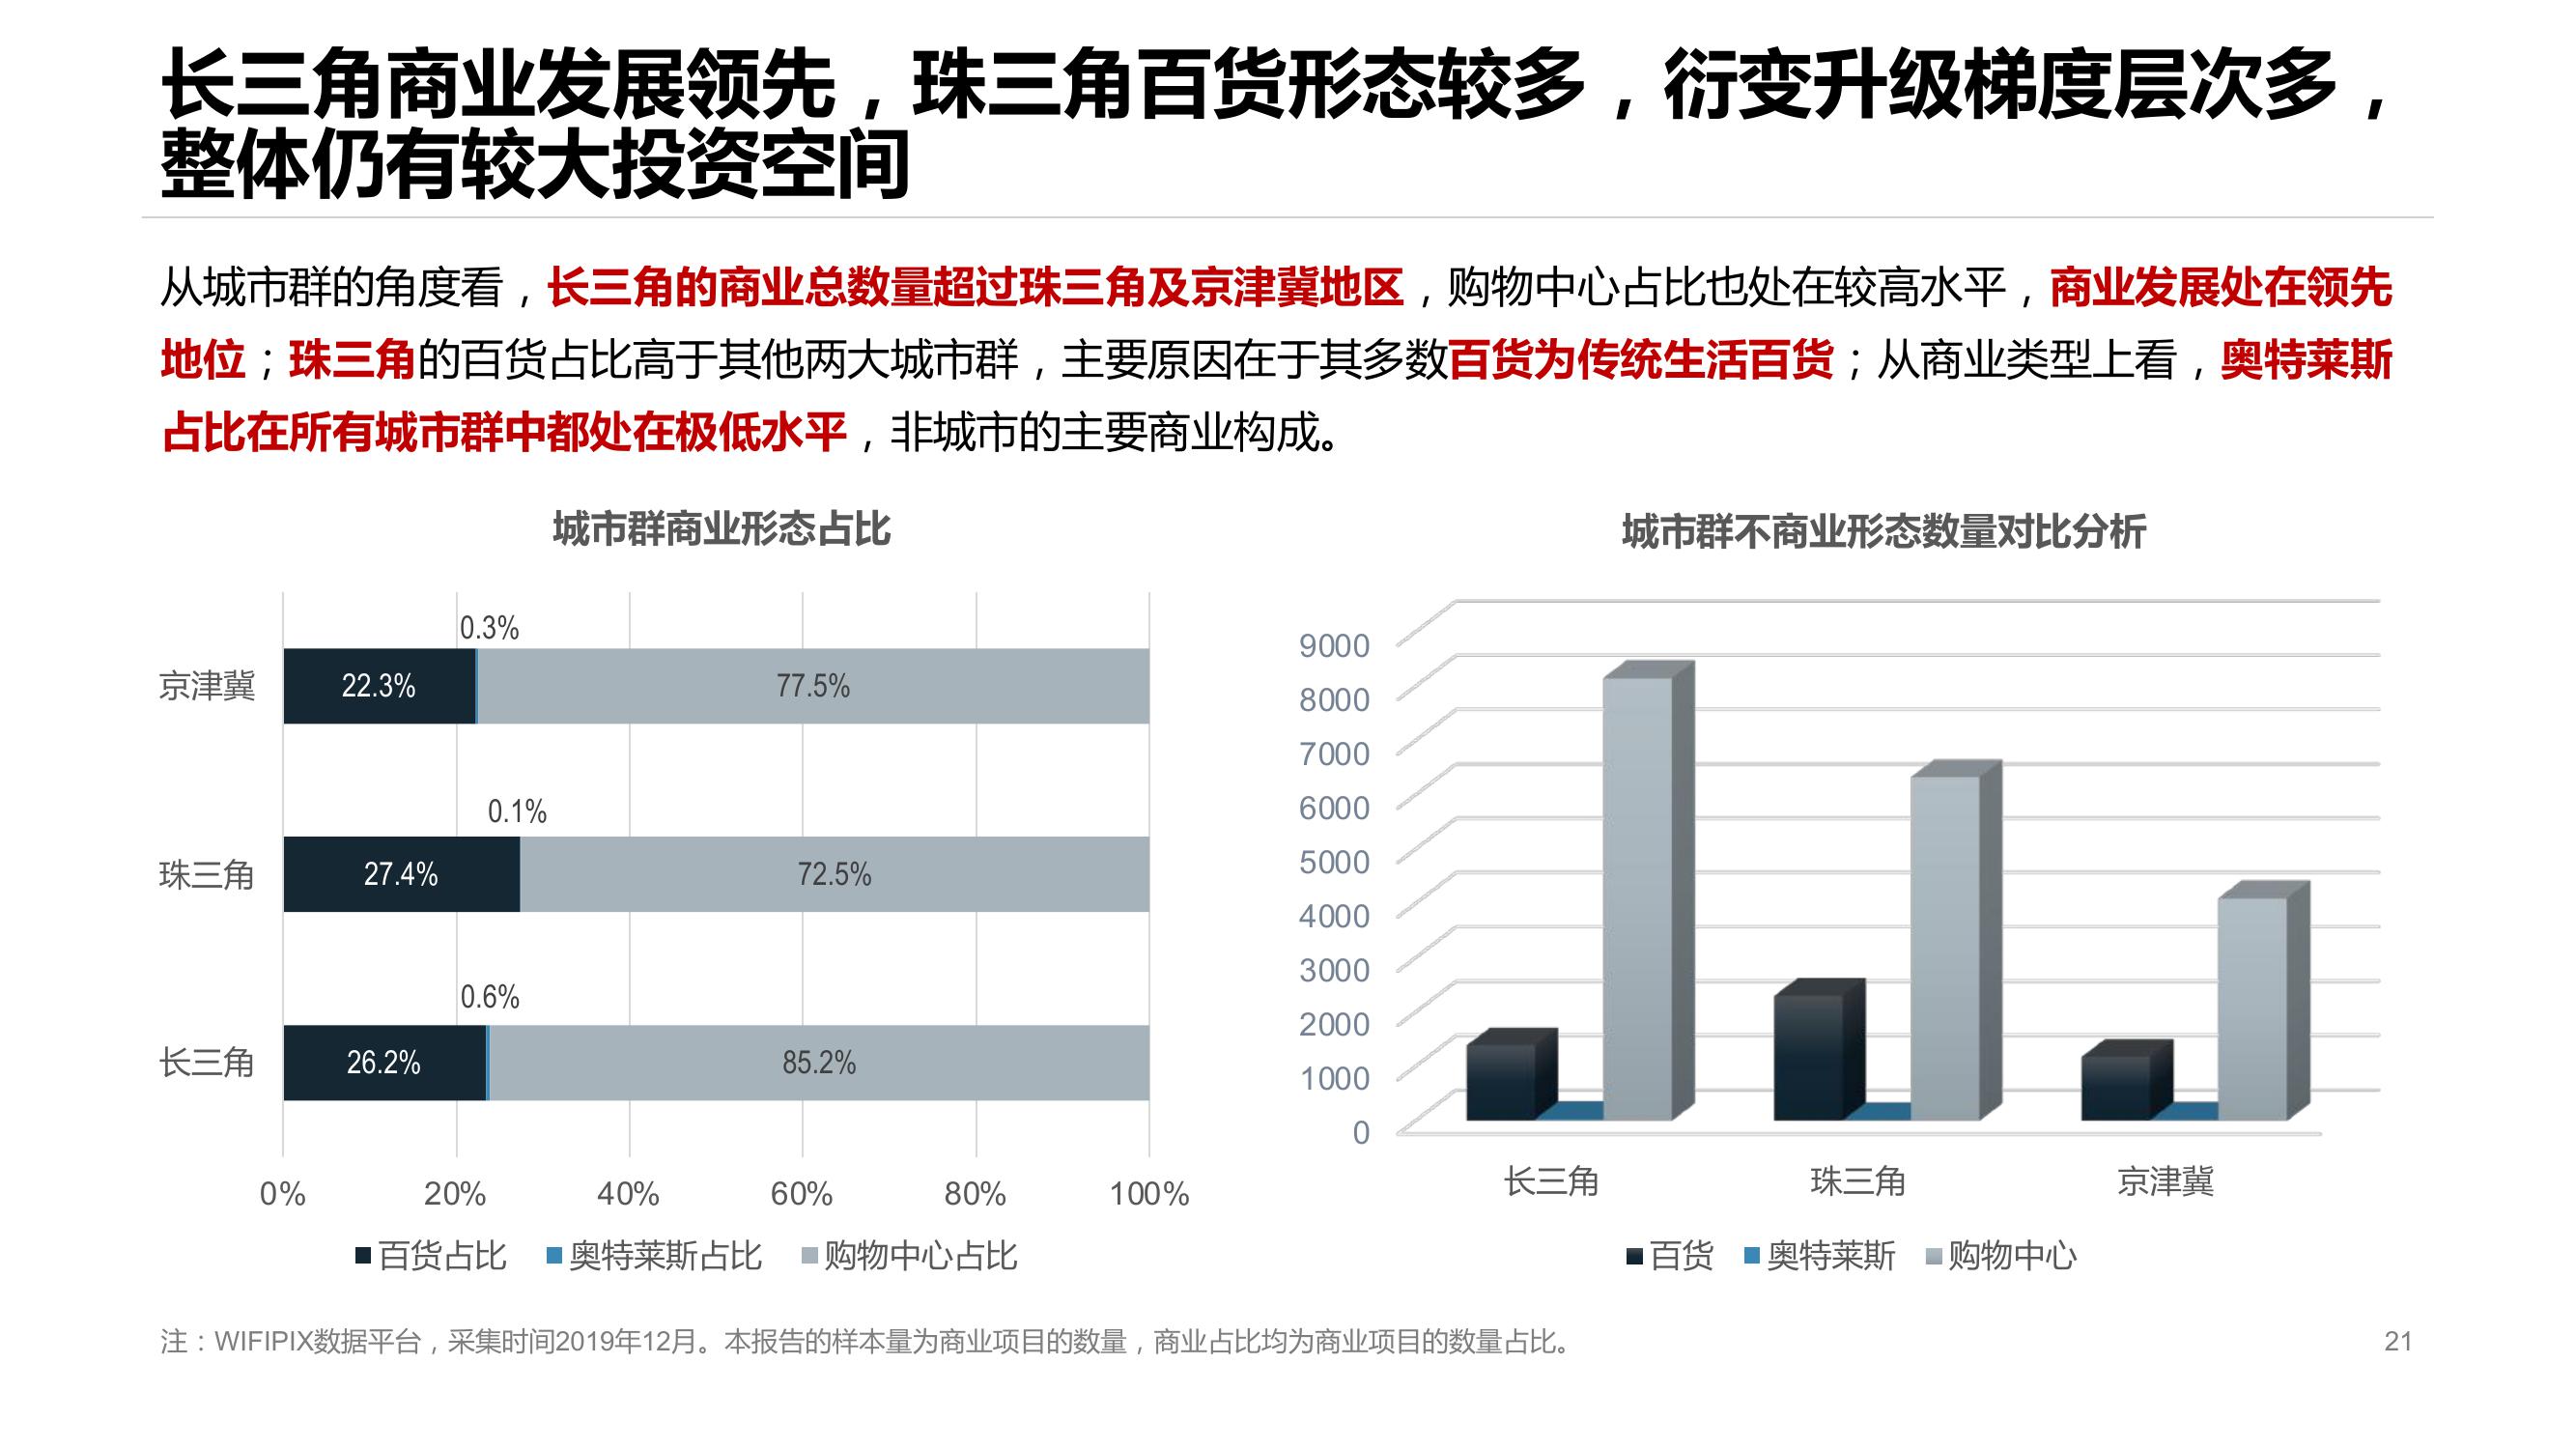 长三角商业发展领先，珠三角百货形态较多，衍变升级梯度层次多，
整体仍有较大投资空间
从城市群的角度看，长三角的商业总数量超过珠三角及京津冀地区，购物中心占比也处在较高水平，商业发展处在领先
地位；珠三角的百货占比高于其他两大城市群，主要原因在于其多数百货为传统生活百货；从商业类型上看，奥特莱斯
占比在所有城市群中都处在极低水平，非城市的主要商业构成。
城市群商业形态占比
0.3%
京津冀 22.3% 77.5%
0.1%
珠三角 27.4% 72.5%
0.6%
长三角 26.2% 85.2%
0% 20% 40% 60% 80% 100%
百货占比 奥特莱斯占比 购物中心占比
城市群不商业形态数量对比分析
9000
8000
7000
6000
5000
4000
3000
2000
1000
0
长三角 珠三角 京津冀
百货 奥特莱斯 购物中心
注：WIFIPIX数据平台，采集时间2019年12月。本报告的样本量为商业项目的数量，商业占比均为商业项目的数量占比。
21